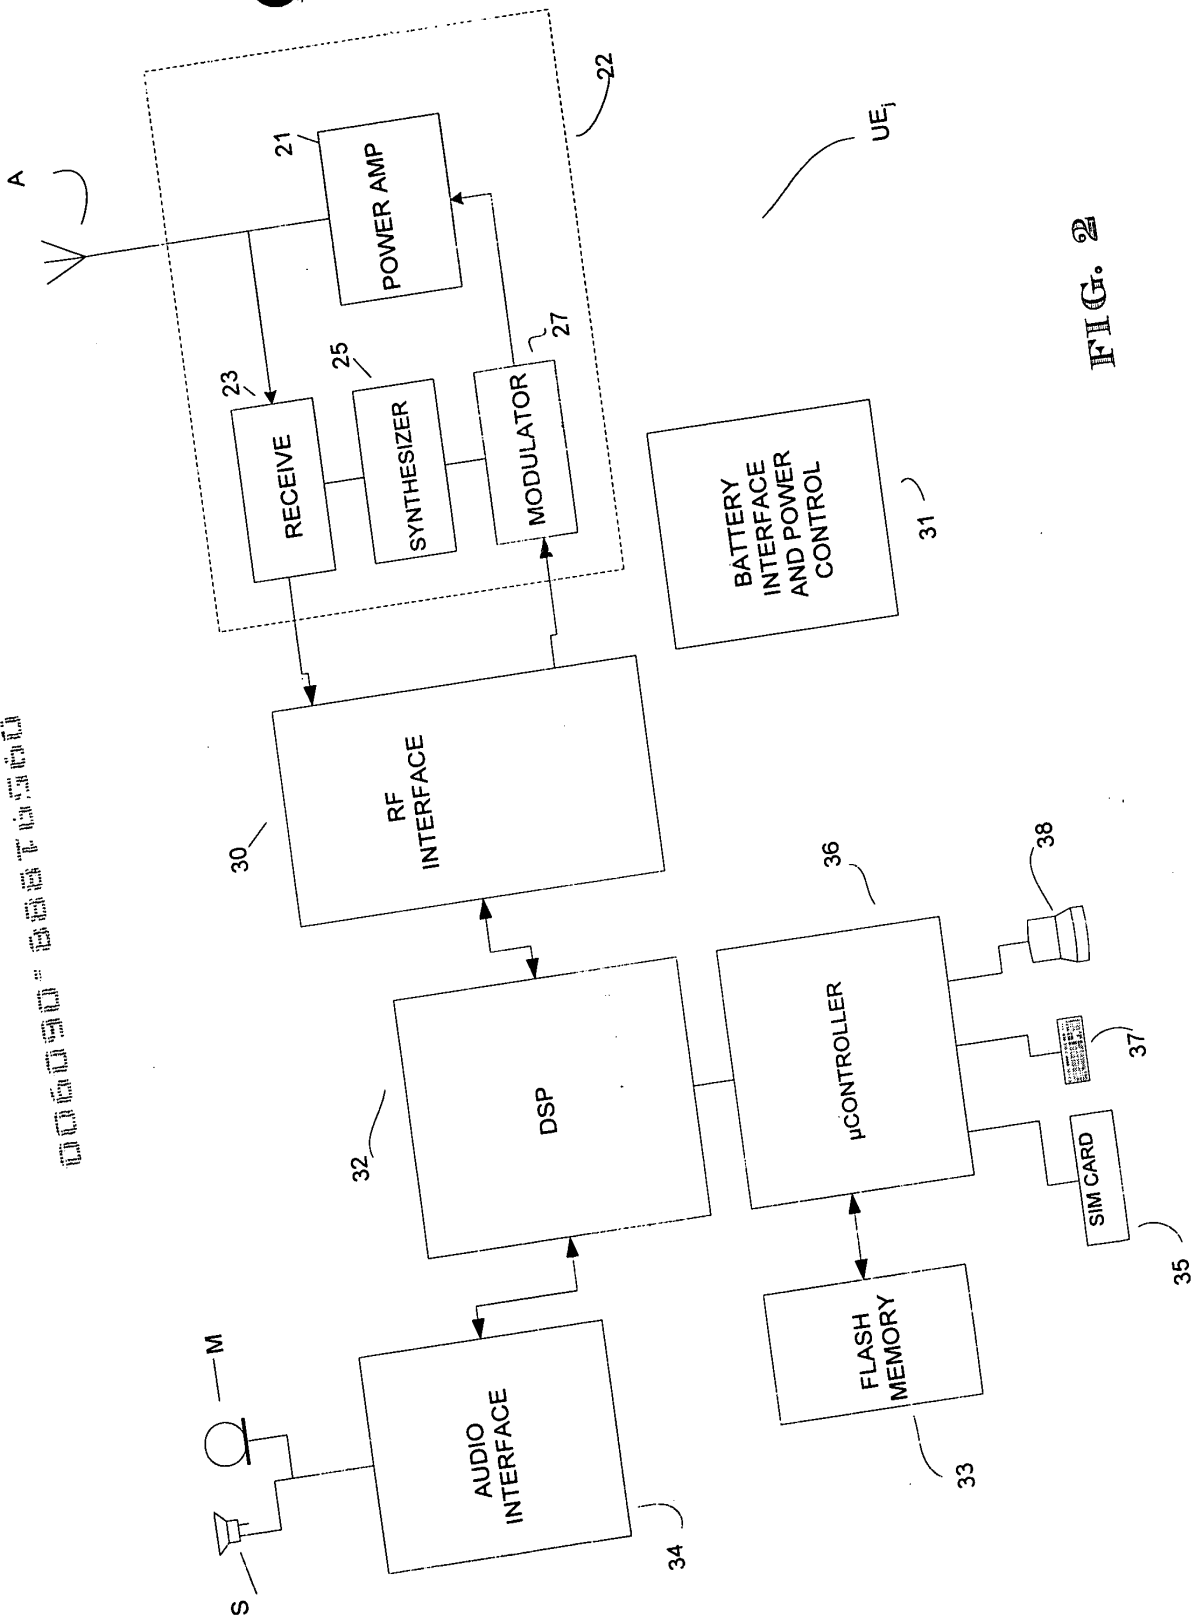 A
21
POWER AMP
22
23
RECEIVE
25
SYNTHESIZER
27
MODULATOR
UEj
FIG. 2
30
RF
INTERFACE
BATTERY
INTERFACE
AND POWER
CONTROL
31
32
DSP
36
µCONTROLLER
38
37
SIM CARD
35
FLASH
MEMORY
33
M
S
AUDIO
INTERFACE
34